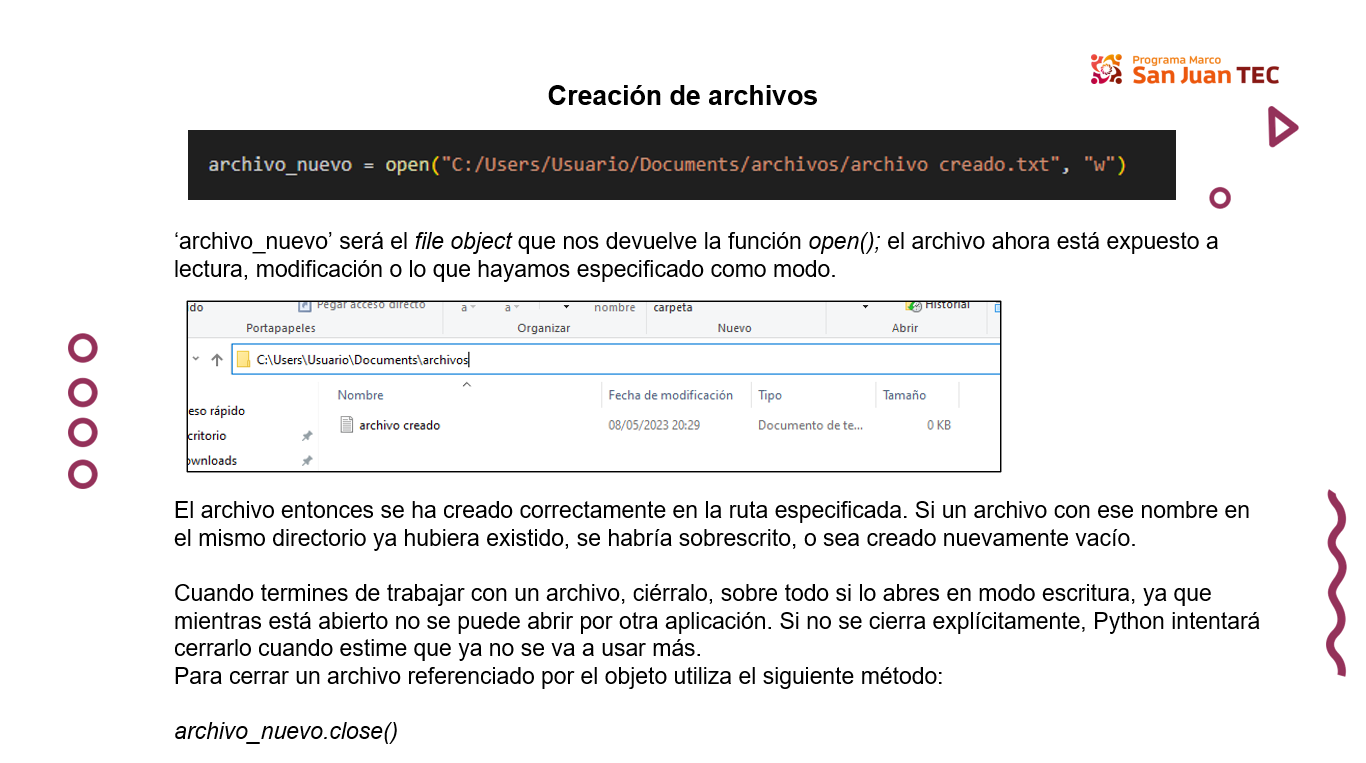 Programa Marco
San Juan TEC
Creación de archivos
archivo_nuevo = open("C:/Users/Usuario/Documents/archivos/archivo creado.txt", "w")
‘archivo_nuevo’ será el file object que nos devuelve la función open(); el archivo ahora está expuesto a
lectura, modificación o lo que hayamos especificado como modo.
do Pegar acceso directo a a nombre carpeta Historial
Portapapeles Organizar Nuevo Abrir
C:\Users\Usuario\Documents\archivos
Nombre Fecha de modificación Tipo Tamaño
eso rápido
archivo creado 08/05/2023 20:29 Documento de te... 0 KB
critorio
ownloads
El archivo entonces se ha creado correctamente en la ruta especificada. Si un archivo con ese nombre en
el mismo directorio ya hubiera existido, se habría sobrescrito, o sea creado nuevamente vacío.
Cuando termines de trabajar con un archivo, ciérralo, sobre todo si lo abres en modo escritura, ya que
mientras está abierto no se puede abrir por otra aplicación. Si no se cierra explícitamente, Python intentará
cerrarlo cuando estime que ya no se va a usar más.
Para cerrar un archivo referenciado por el objeto utiliza el siguiente método:
archivo_nuevo.close()